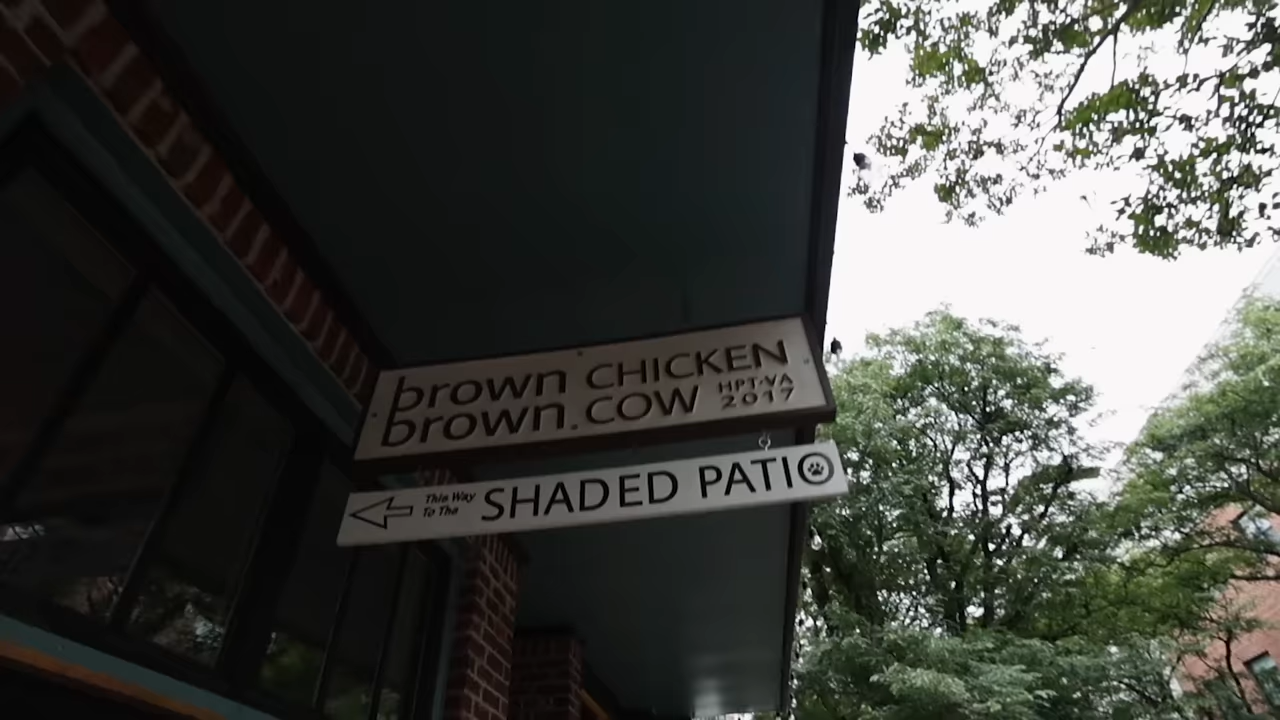 brown CHICKEN
brown.COW
HPT•VA
2017
This Way
To The
SHADED PATIO